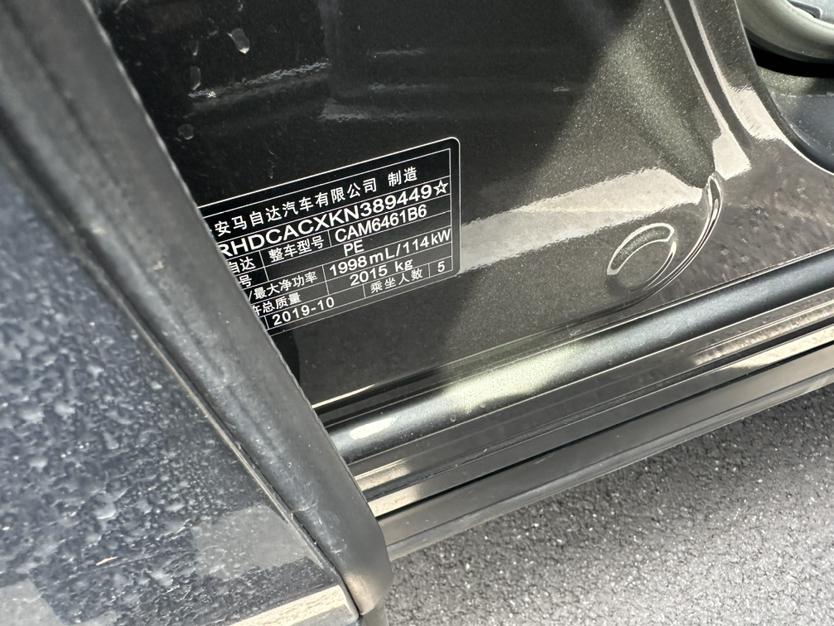 安马自达汽车有限公司 制造
RHDCACXKN389449☆
自达 整车型号 CAM6461B6
号 PE
/最大净功率 1998mL/114kW
许总质量 2015 kg
2019-10 乘坐人数 5